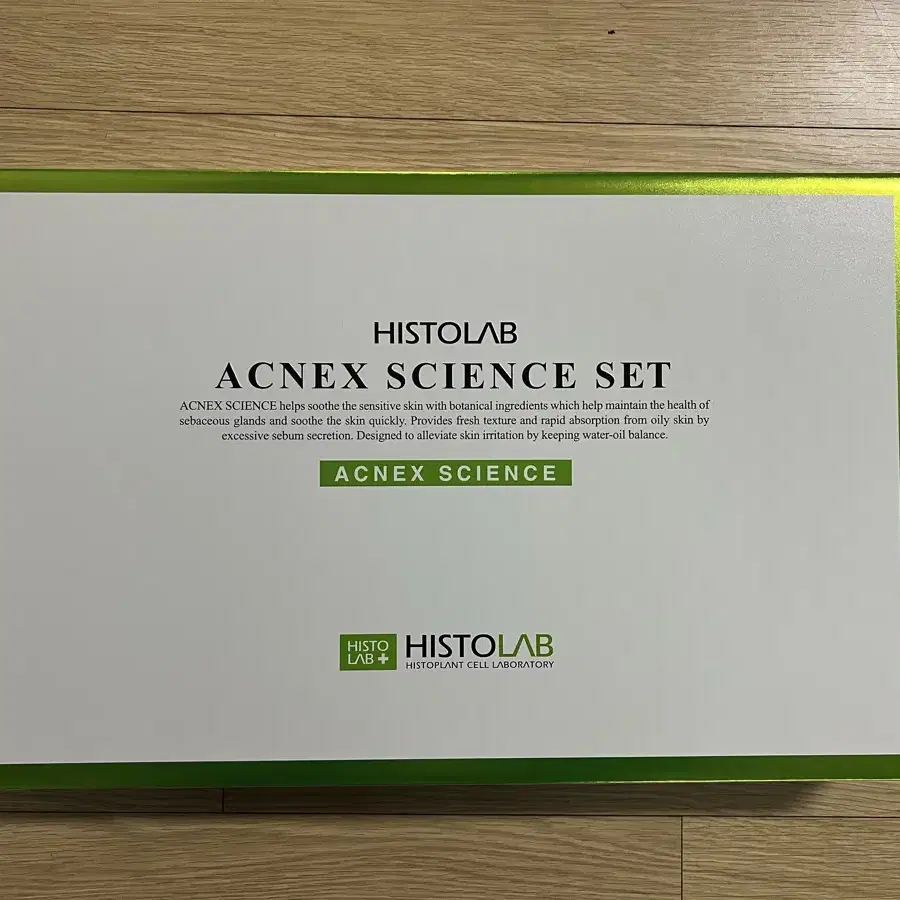 HISTOLAB
ACNEX SCIENCE SET
ACNEX SCIENCE helps soothe the sensitive skin with botanical ingredients which help maintain the health of
sebaceous glands and soothe the skin quickly. Provides fresh texture and rapid absorption from oily skin by
excessive sebum secretion. Designed to alleviate skin irritation by keeping water-oil balance.
ACNEX SCIENCE
HISTO
LAB+
HISTOLAB
HISTOPLANT CELL LABORATORY